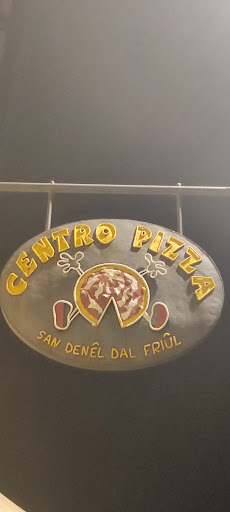 CENTRO PIZZA
SAN DENÊL DAL FRIÛL